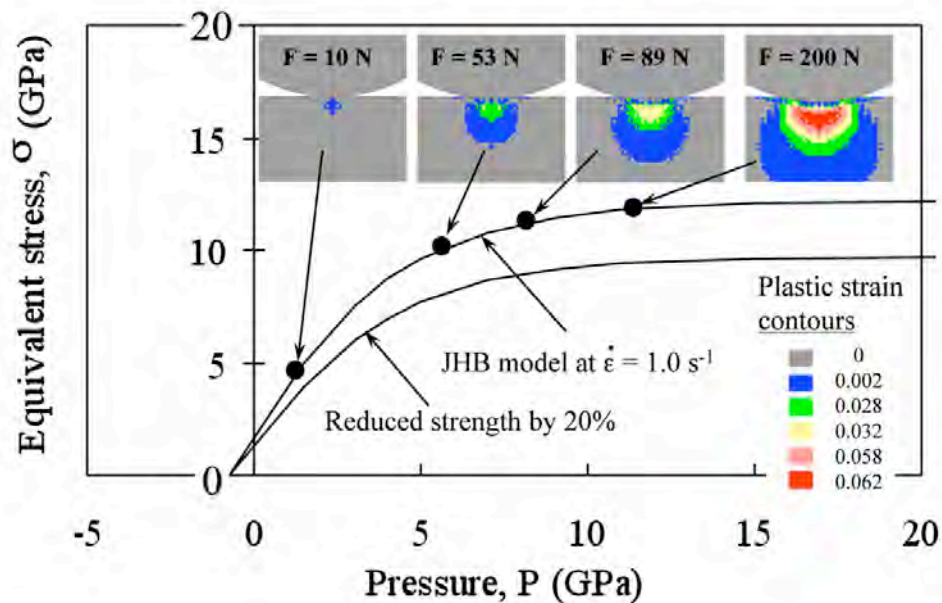 20
15
10
5
0
-5
0
5
10
15
20
Equivalent stress, σ (GPa)
Pressure, P (GPa)
F = 10 N
F = 53 N
F = 89 N
F = 200 N
JHB model at ε̇ = 1.0 s⁻¹
Reduced strength by 20%
Plastic strain
contours
0
0.002
0.028
0.032
0.058
0.062